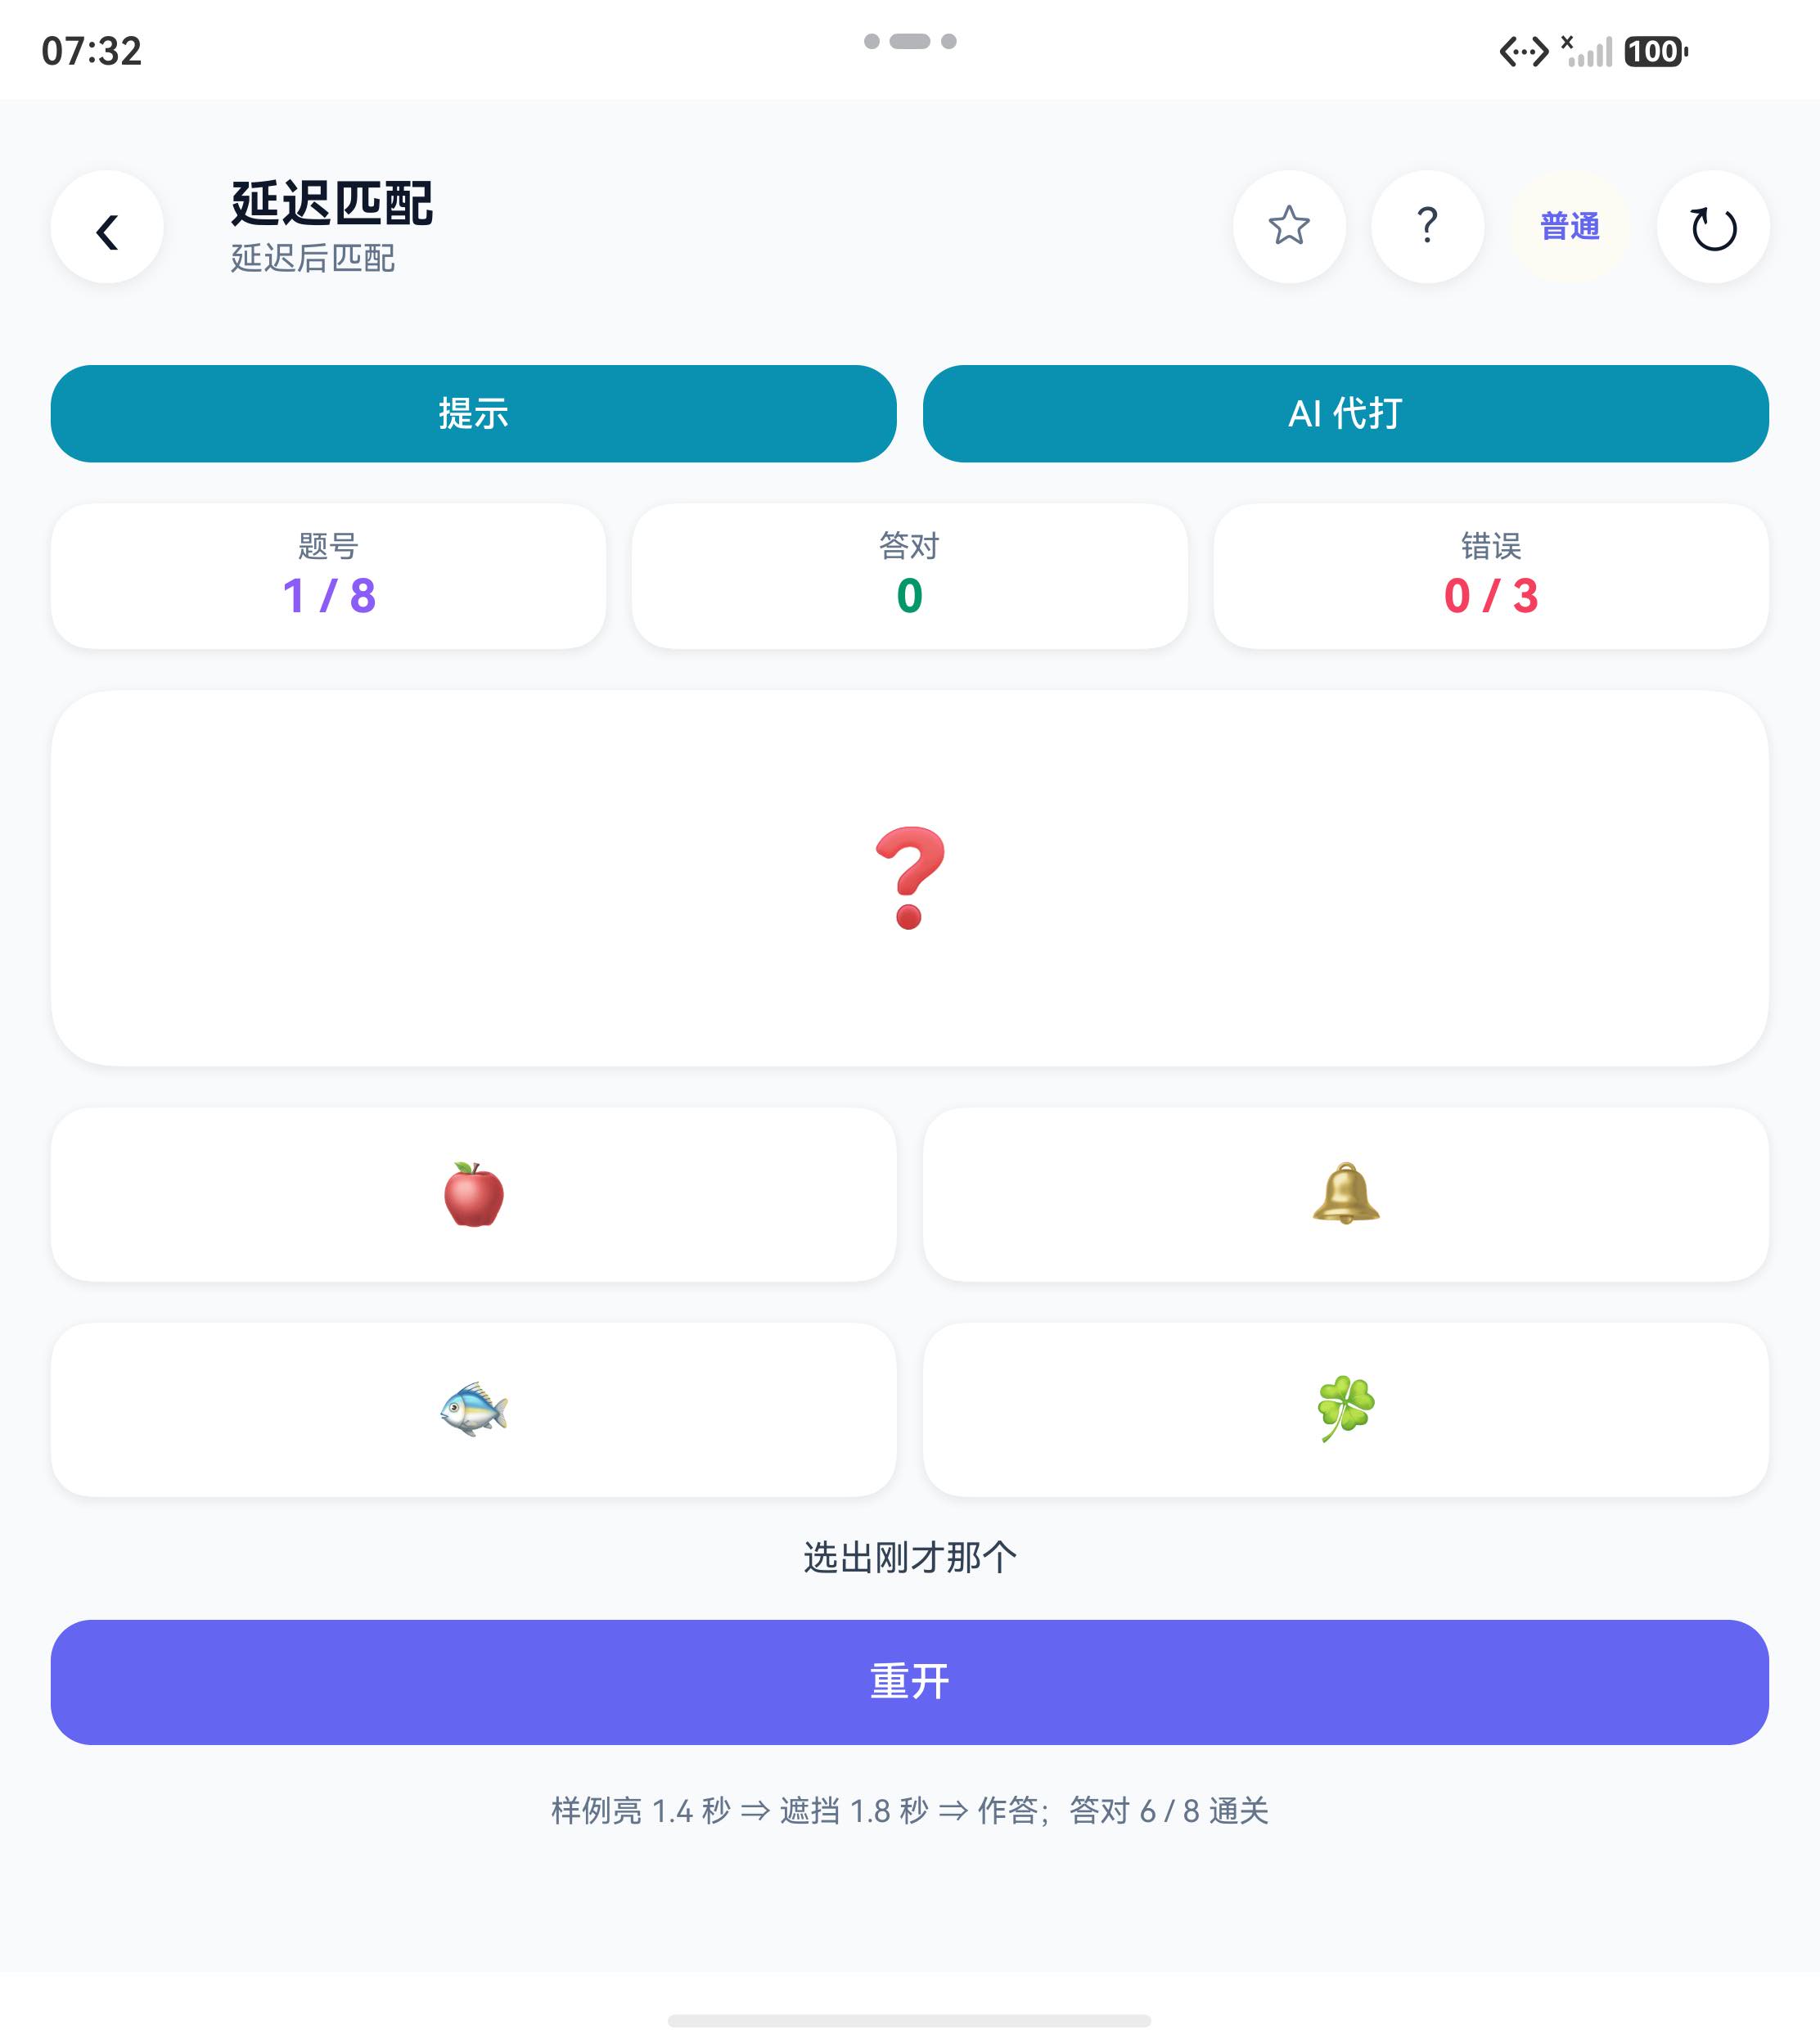 07:32
100
延迟匹配
延迟后匹配
?
普通
提示
AI 代打
题号
1 / 8
答对
0
错误
0 / 3
❓
选出刚才那个
重开
样例亮 1.4 秒 ⇒ 遮挡 1.8 秒 ⇒ 作答；答对 6 / 8 通关